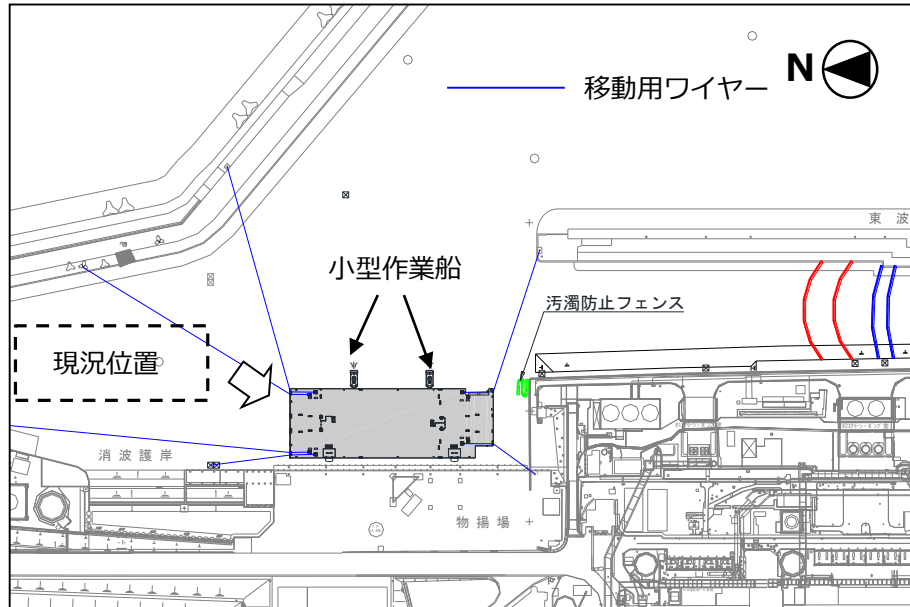 移動用ワイヤー
N
東 波
小型作業船
汚濁防止フェンス
現況位置
消波護岸
物揚場